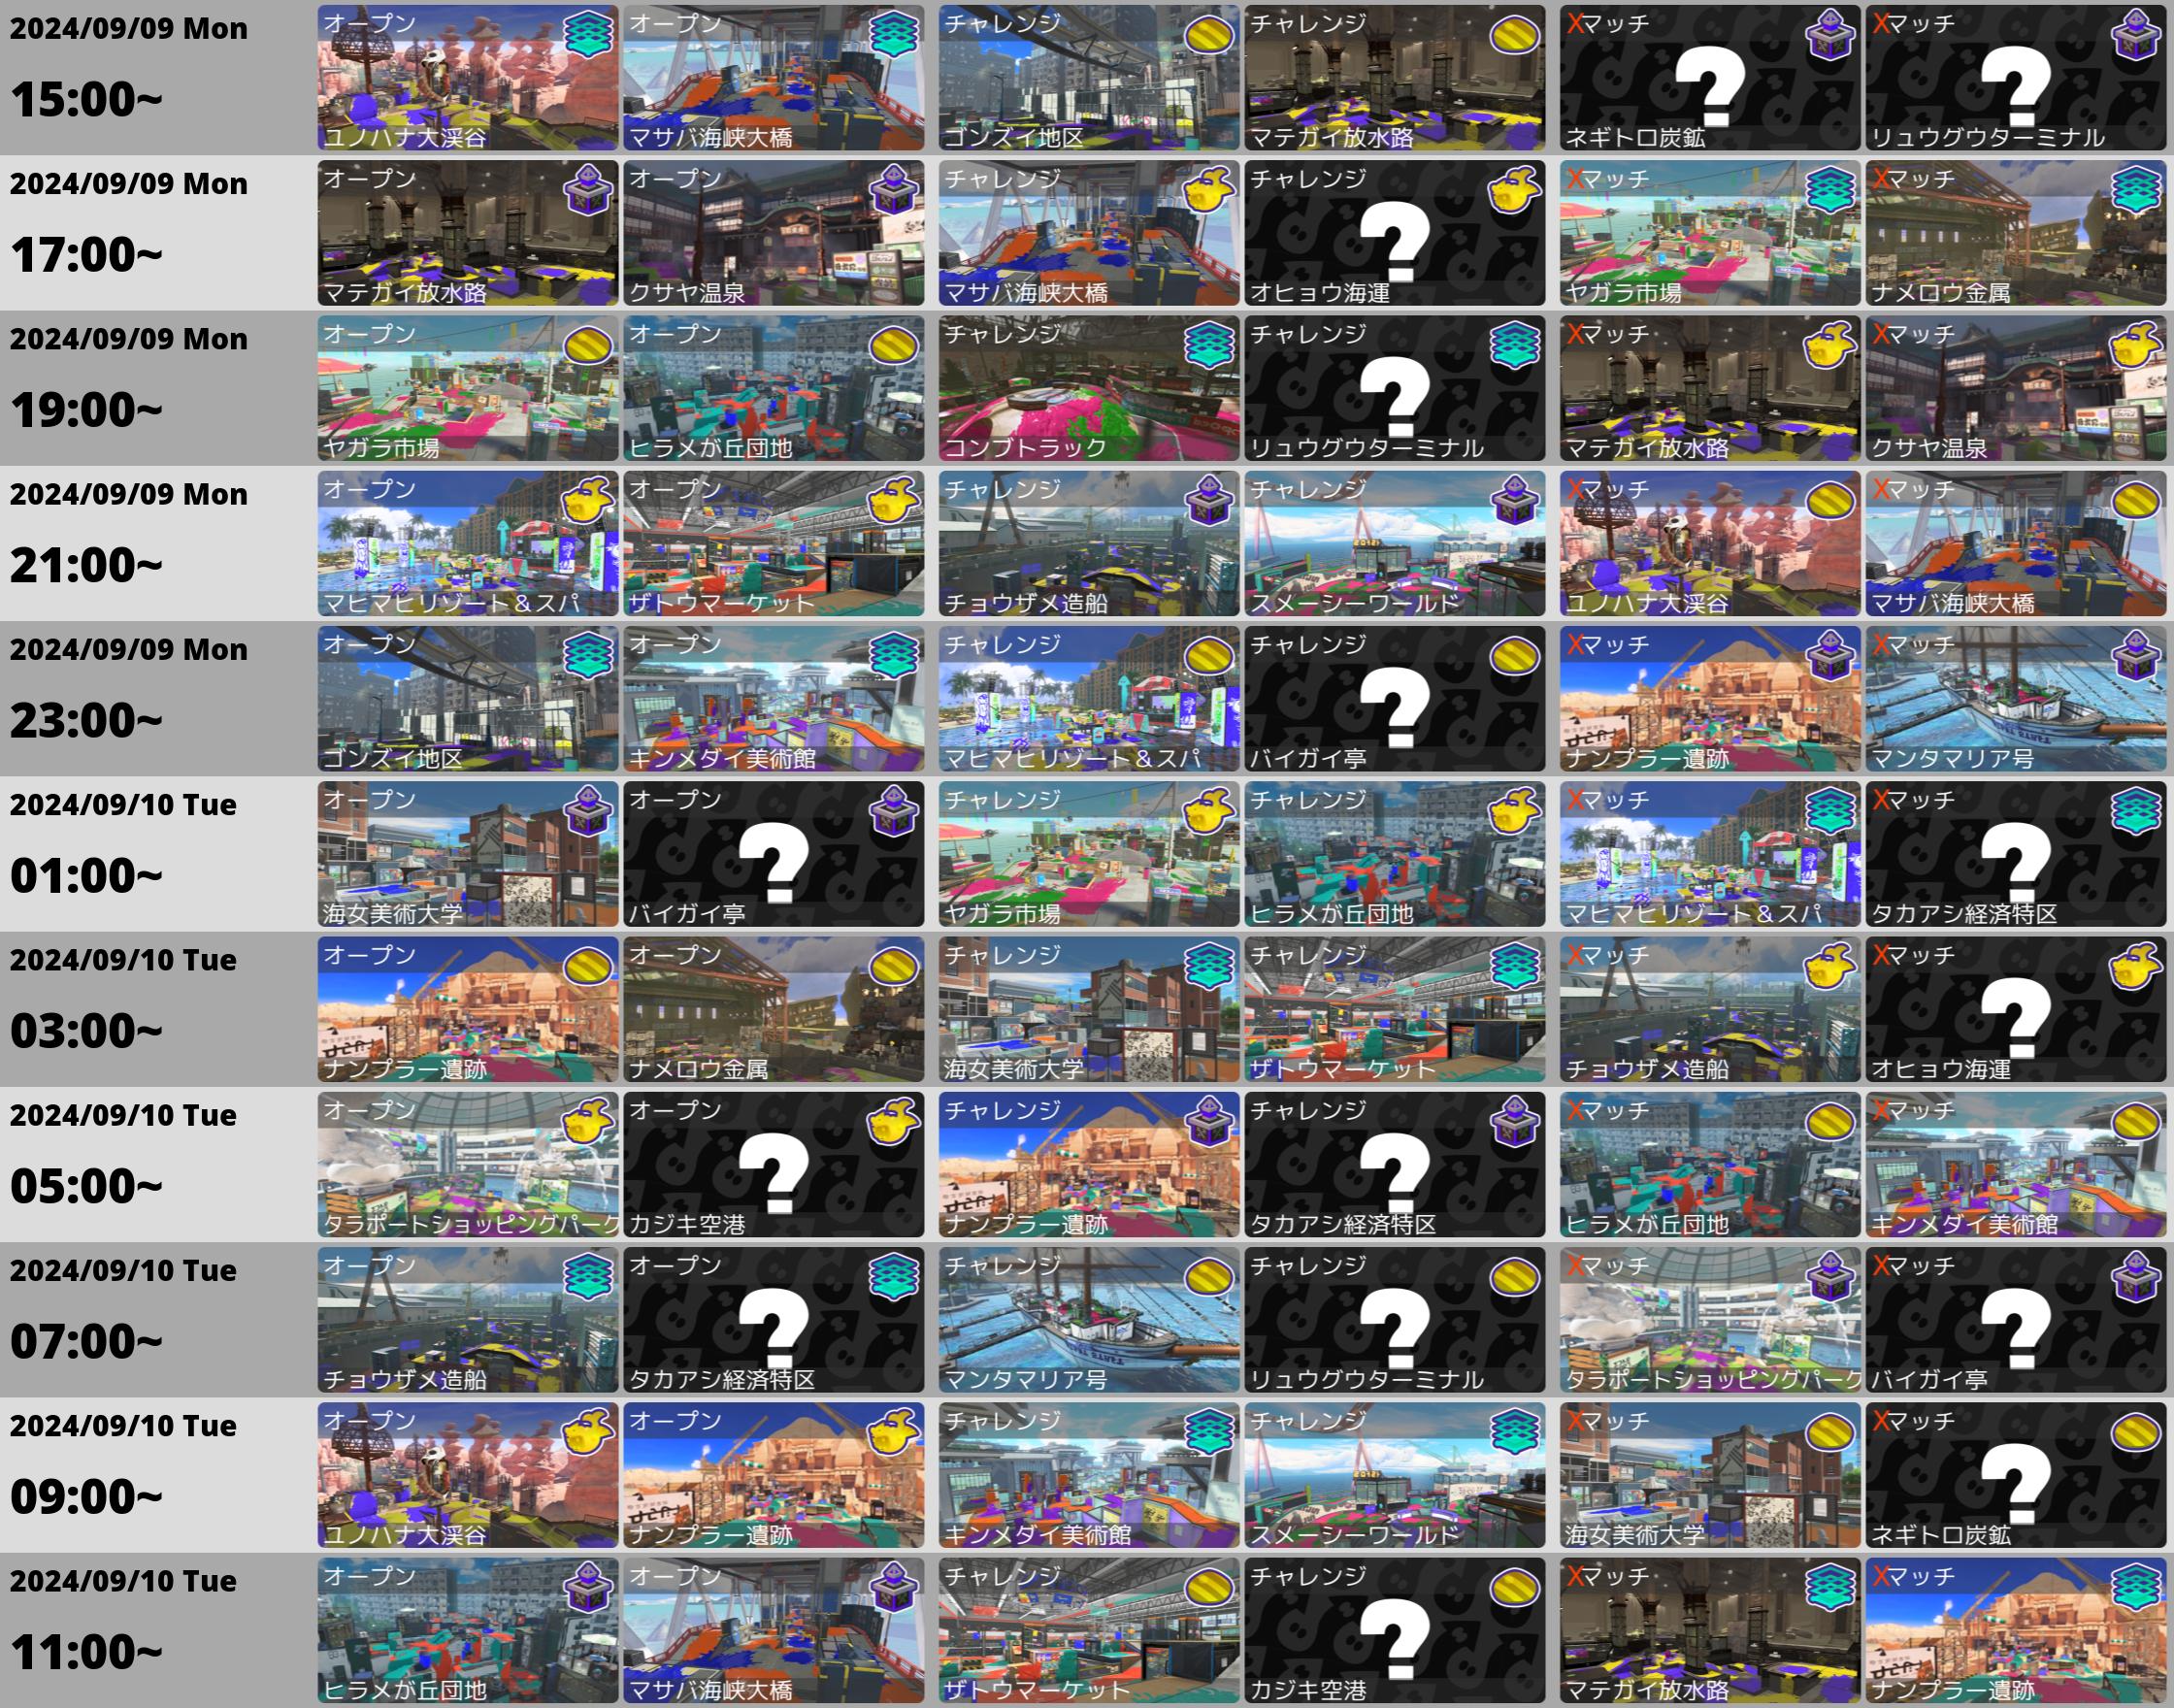 2024/09/09 Mon
15:00~
オープン
ユノハナ大渓谷
オープン
マサバ海峡大橋
チャレンジ
ゴンズイ地区
チャレンジ
マテガイ放水路
Xマッチ
ネギトロ炭鉱
Xマッチ
リュウグウターミナル
2024/09/09 Mon
17:00~
オープン
マテガイ放水路
オープン
クサヤ温泉
チャレンジ
マサバ海峡大橋
チャレンジ
オヒョウ海運
Xマッチ
ヤガラ市場
Xマッチ
ナメロウ金属
2024/09/09 Mon
19:00~
オープン
ヤガラ市場
オープン
ヒラメが丘団地
チャレンジ
コンブトラック
チャレンジ
リュウグウターミナル
Xマッチ
マテガイ放水路
Xマッチ
クサヤ温泉
2024/09/09 Mon
21:00~
オープン
マヒマヒリゾート＆スパ
オープン
ザトウマーケット
チャレンジ
チョウザメ造船
チャレンジ
スメーシーワールド
Xマッチ
ユノハナ大渓谷
Xマッチ
マサバ海峡大橋
2024/09/09 Mon
23:00~
オープン
ゴンズイ地区
オープン
キンメダイ美術館
チャレンジ
マヒマヒリゾート＆スパ
チャレンジ
バイガイ亭
Xマッチ
ナンプラー遺跡
Xマッチ
マンタマリア号
2024/09/10 Tue
01:00~
オープン
海女美術大学
オープン
バイガイ亭
チャレンジ
ヤガラ市場
チャレンジ
ヒラメが丘団地
Xマッチ
マヒマヒリゾート＆スパ
Xマッチ
タカアシ経済特区
2024/09/10 Tue
03:00~
オープン
ナンプラー遺跡
オープン
ナメロウ金属
チャレンジ
海女美術大学
チャレンジ
ザトウマーケット
Xマッチ
チョウザメ造船
Xマッチ
オヒョウ海運
2024/09/10 Tue
05:00~
オープン
タラポートショッピングパーク
オープン
カジキ空港
チャレンジ
ナンプラー遺跡
チャレンジ
タカアシ経済特区
Xマッチ
ヒラメが丘団地
Xマッチ
キンメダイ美術館
2024/09/10 Tue
07:00~
オープン
チョウザメ造船
オープン
タカアシ経済特区
チャレンジ
マンタマリア号
チャレンジ
リュウグウターミナル
Xマッチ
タラポートショッピングパーク
Xマッチ
バイガイ亭
2024/09/10 Tue
09:00~
オープン
ユノハナ大渓谷
オープン
ナンプラー遺跡
チャレンジ
キンメダイ美術館
チャレンジ
スメーシーワールド
Xマッチ
海女美術大学
Xマッチ
ネギトロ炭鉱
2024/09/10 Tue
11:00~
オープン
ヒラメが丘団地
オープン
マサバ海峡大橋
チャレンジ
ザトウマーケット
チャレンジ
カジキ空港
Xマッチ
マテガイ放水路
Xマッチ
ナンプラー遺跡